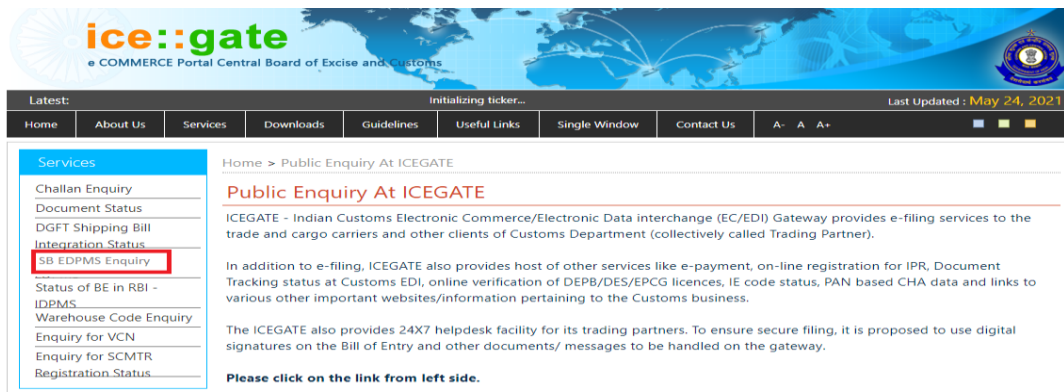 ice::gate
e COMMERCE Portal Central Board of Excise and Customs
Latest:
Initializing ticker...
Last Updated : May 24, 2021
Home About Us Services Downloads Guidelines Useful Links Single Window Contact Us A- A A+
Services
Challan Enquiry
Document Status
DGFT Shipping Bill
Integration Status
SB EDPMS Enquiry
Status of BE in RBI -
IDPMS
Warehouse Code Enquiry
Enquiry for VCN
Enquiry for SCMTR
Registration Status
Home > Public Enquiry At ICEGATE
Public Enquiry At ICEGATE
ICEGATE - Indian Customs Electronic Commerce/Electronic Data interchange (EC/EDI) Gateway provides e-filing services to the
trade and cargo carriers and other clients of Customs Department (collectively called Trading Partner).
In addition to e-filing, ICEGATE also provides host of other services like e-payment, on-line registration for IPR, Document
Tracking status at Customs EDI, online verification of DEPB/DES/EPCG licences, IE code status, PAN based CHA data and links to
various other important websites/information pertaining to the Customs business.
The ICEGATE also provides 24X7 helpdesk facility for its trading partners. To ensure secure filing, it is proposed to use digital
signatures on the Bill of Entry and other documents/ messages to be handled on the gateway.
Please click on the link from left side.